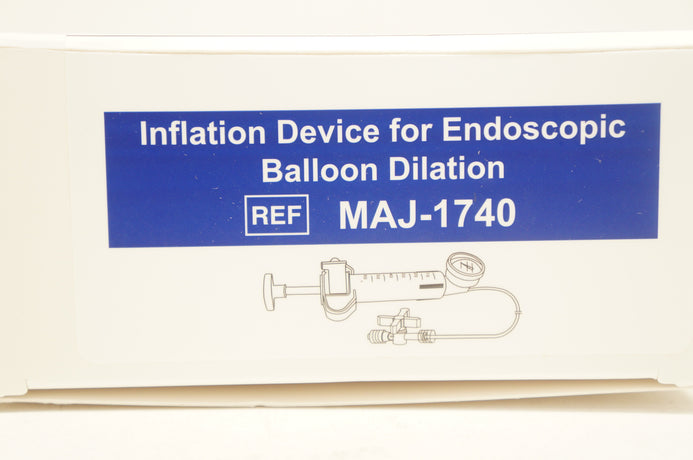 Inflation Device for Endoscopic
Balloon Dilation
REF MAJ-1740